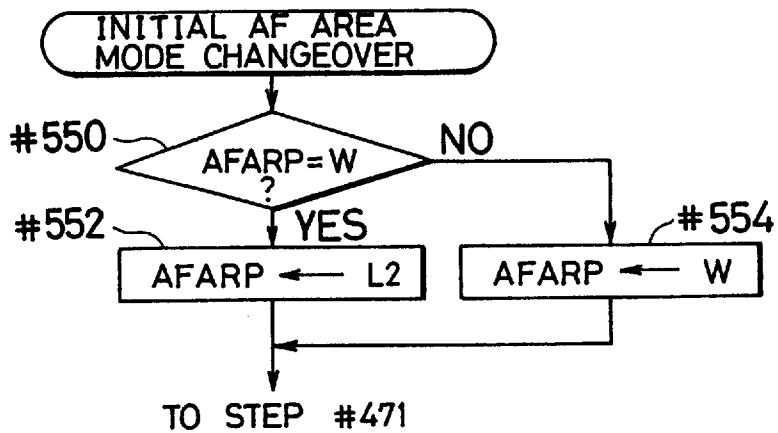 INITIAL AF AREA
MODE CHANGEOVER
#550
AFARP=W
?
NO
YES
#552
AFARP ← L2
#554
AFARP ← W
TO STEP #471